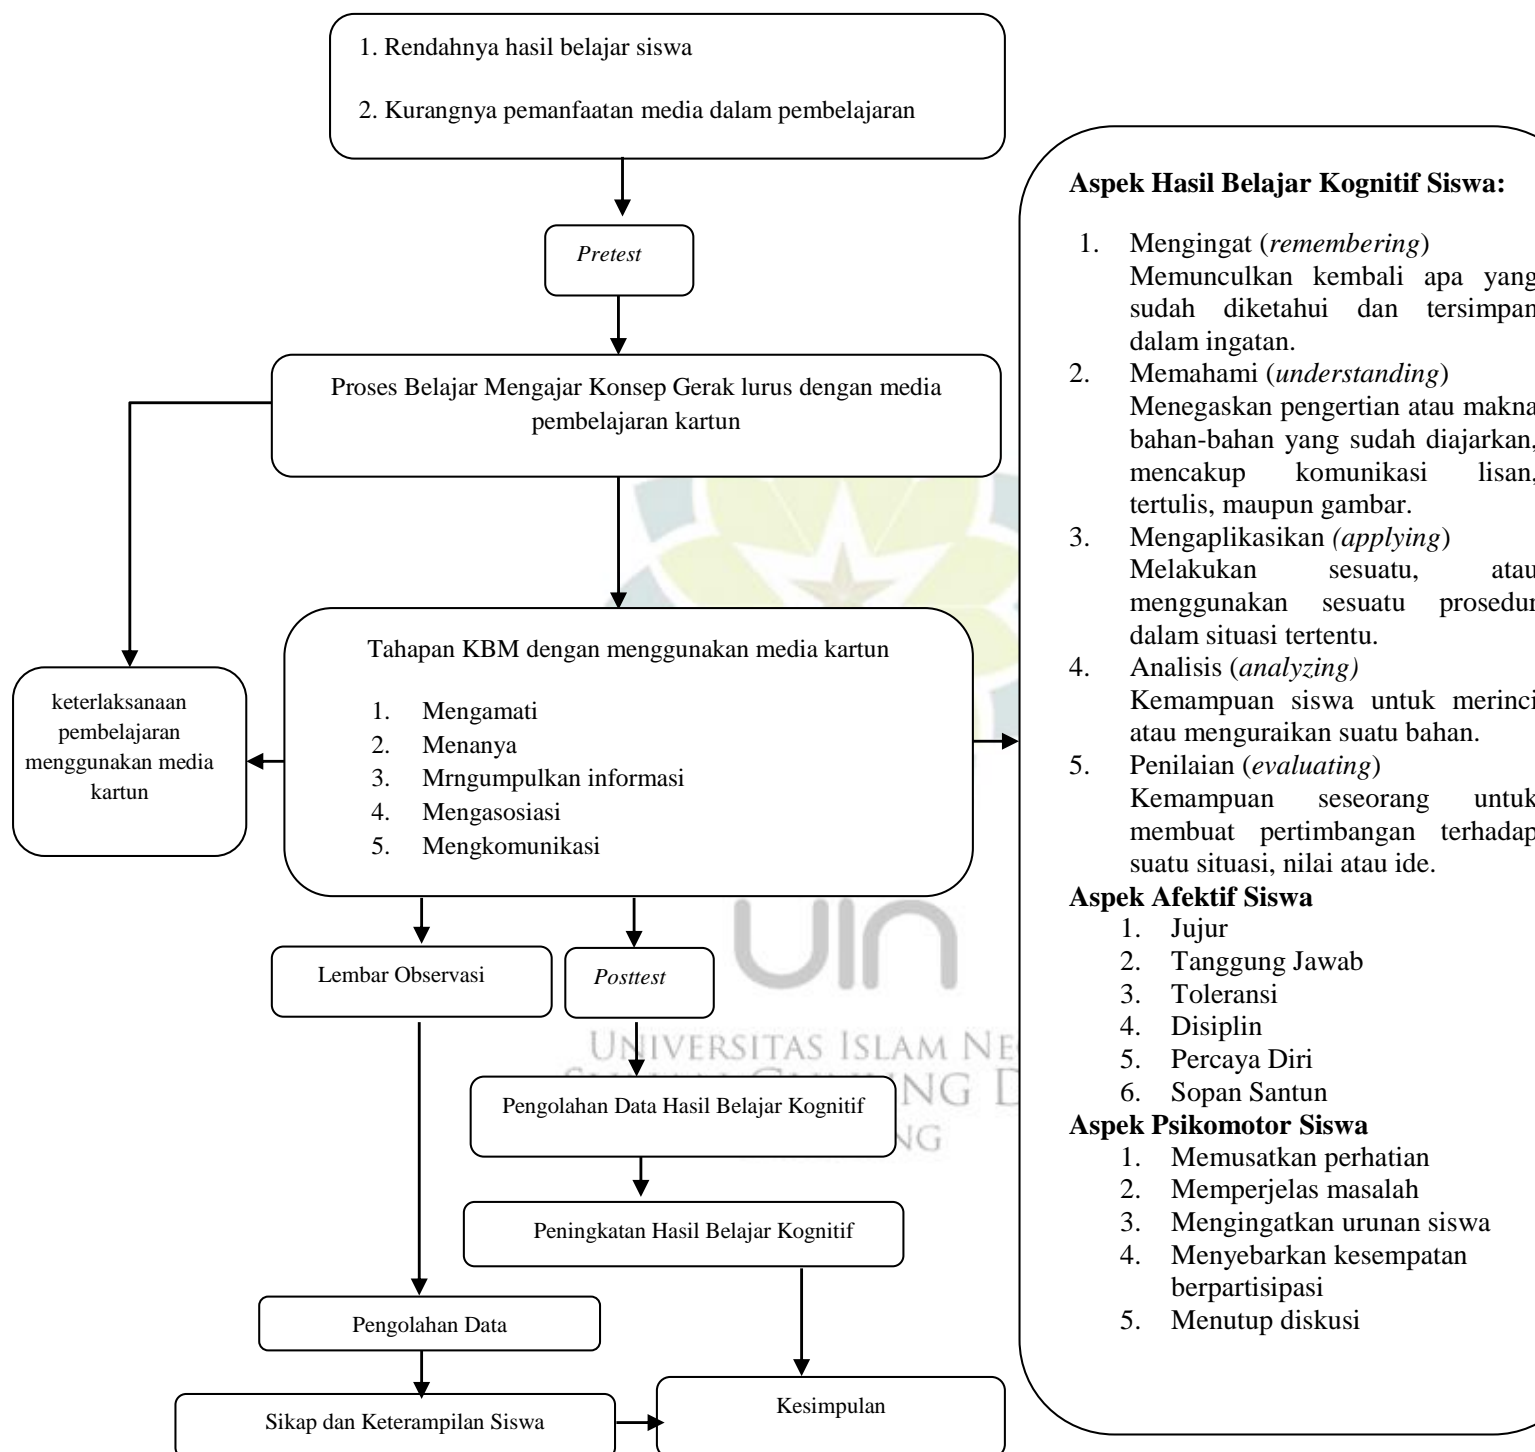 1. Rendahnya hasil belajar siswa
2. Kurangnya pemanfaatan media dalam pembelajaran
Pretest
Proses Belajar Mengajar Konsep Gerak lurus dengan media
pembelajaran kartun
keterlaksanaan
pembelajaran
menggunakan media
kartun
Tahapan KBM dengan menggunakan media kartun
1. Mengamati
2. Menanya
3. Mrngumpulkan informasi
4. Mengasosiasi
5. Mengkomunikasi
Lembar Observasi
Posttest
Pengolahan Data Hasil Belajar Kognitif
Peningkatan Hasil Belajar Kognitif
Pengolahan Data
Sikap dan Keterampilan Siswa
Kesimpulan
Aspek Hasil Belajar Kognitif Siswa:
1. Mengingat (remembering)
Memunculkan kembali apa yang
sudah diketahui dan tersimpan
dalam ingatan.
2. Memahami (understanding)
Menegaskan pengertian atau makna
bahan-bahan yang sudah diajarkan,
mencakup komunikasi lisan,
tertulis, maupun gambar.
3. Mengaplikasikan (applying)
Melakukan sesuatu, atau
menggunakan sesuatu prosedur
dalam situasi tertentu.
4. Analisis (analyzing)
Kemampuan siswa untuk merinci
atau menguraikan suatu bahan.
5. Penilaian (evaluating)
Kemampuan seseorang untuk
membuat pertimbangan terhadap
suatu situasi, nilai atau ide.
Aspek Afektif Siswa
1. Jujur
2. Tanggung Jawab
3. Toleransi
4. Disiplin
5. Percaya Diri
6. Sopan Santun
Aspek Psikomotor Siswa
1. Memusatkan perhatian
2. Memperjelas masalah
3. Mengingatkan urunan siswa
4. Menyebarkan kesempatan
berpartisipasi
5. Menutup diskusi
uin
UNIVERSITAS ISLAM NE